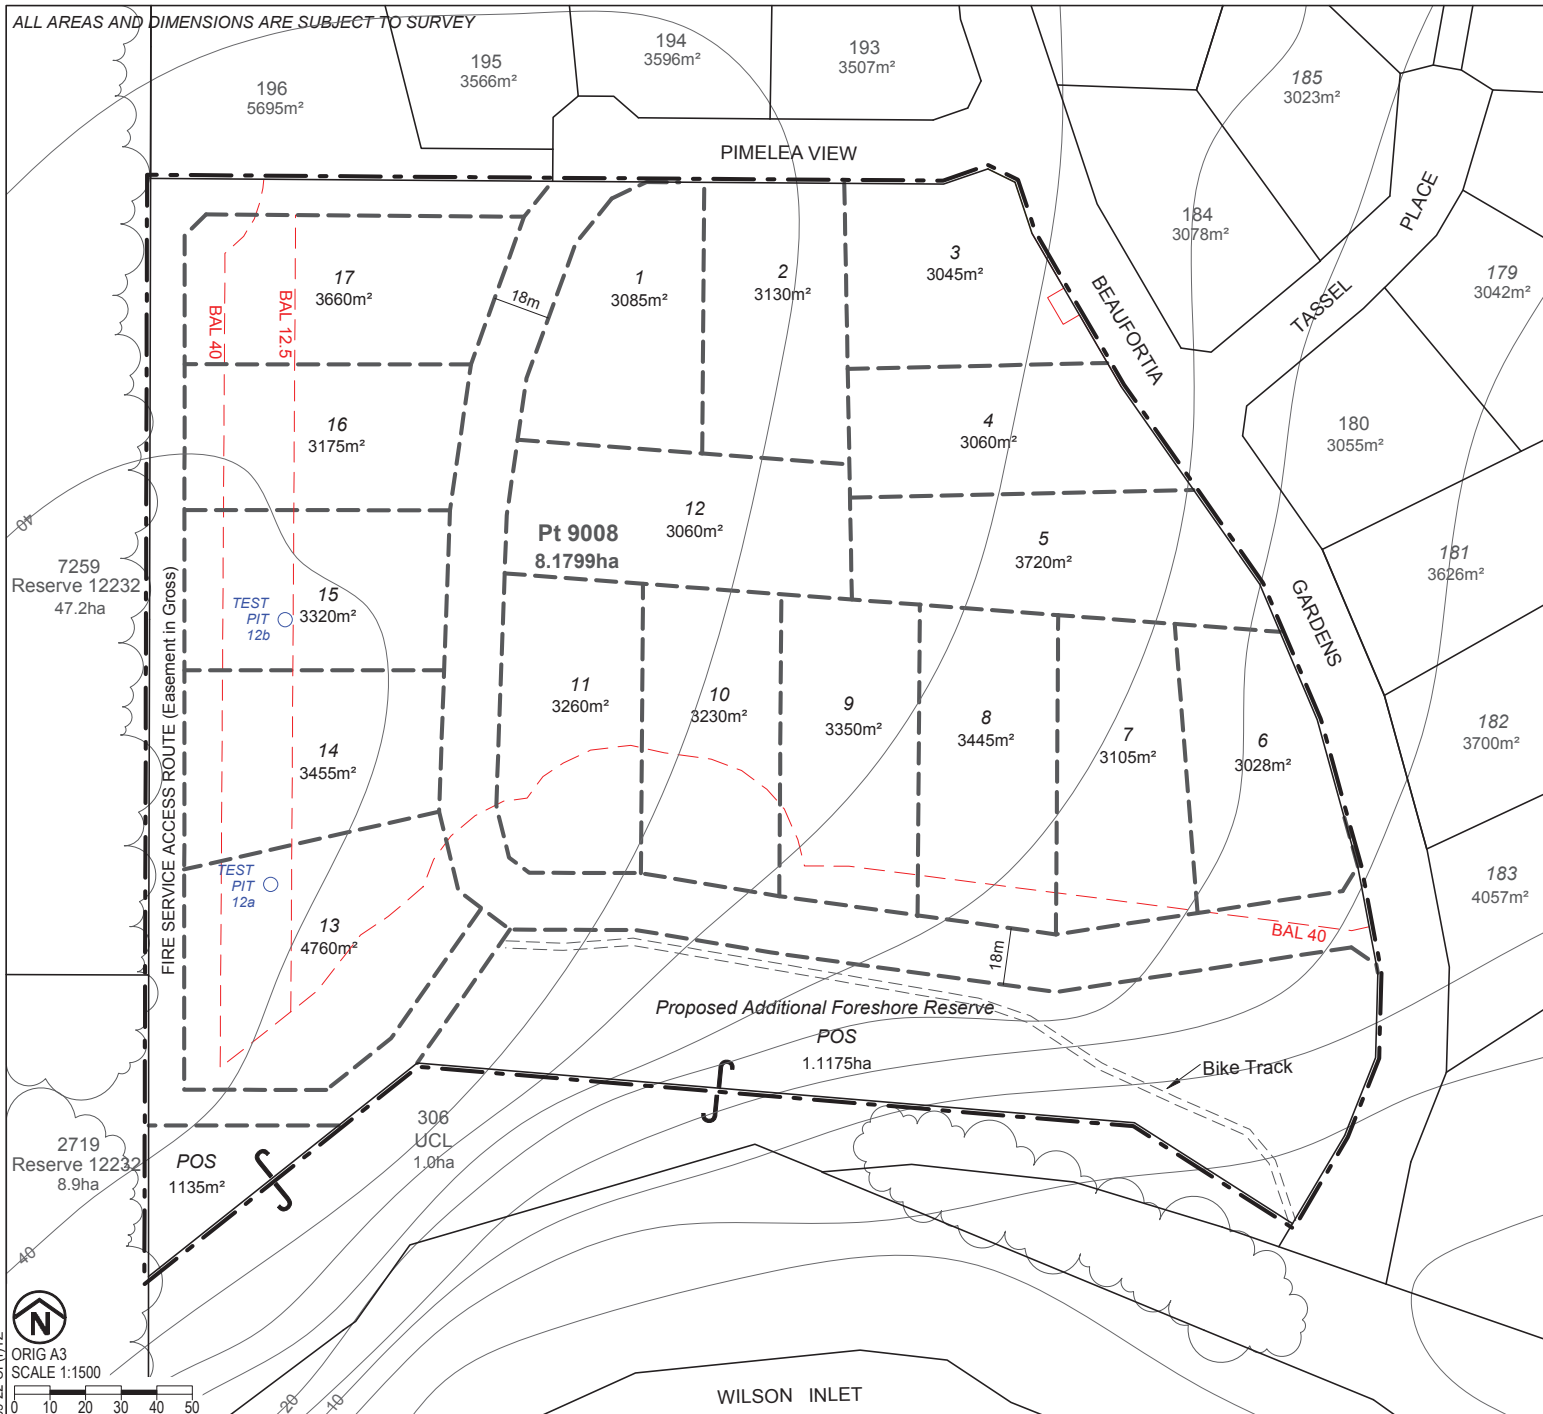 ALL AREAS AND DIMENSIONS ARE SUBJECT TO SURVEY
196
5695m²
195
3566m²
194
3596m²
193
3507m²
185
3023m²
PIMELEA VIEW
184
3078m²
TASSEL
PLACE
179
3042m²
17
3660m²
18m
1
3085m²
2
3130m²
3
3045m²
BEAUFORTIA
GARDENS
BAL 40
BAL 12.5
16
3175m²
4
3060m²
180
3055m²
40
12
3060m²
Pt 9008
8.1799ha
5
3720m²
181
3626m²
7259
Reserve 12232
47.2ha
FIRE SERVICE ACCESS ROUTE (Easement in Gross)
TEST
PIT
12b
15
3320m²
11
3260m²
10
3230m²
9
3350m²
8
3445m²
7
3105m²
6
3028m²
182
3700m²
14
3455m²
TEST
PIT
12a
183
4057m²
13
4760m²
BAL 40
18m
Proposed Additional Foreshore Reserve
POS
1.1175ha
Bike Track
306
UCL
1.0ha
2719
Reserve 12232
8.9ha
POS
1135m²
40
N
ORIG A3
SCALE 1:1500
0 10 20 30 40 50
20
10
WILSON INLET